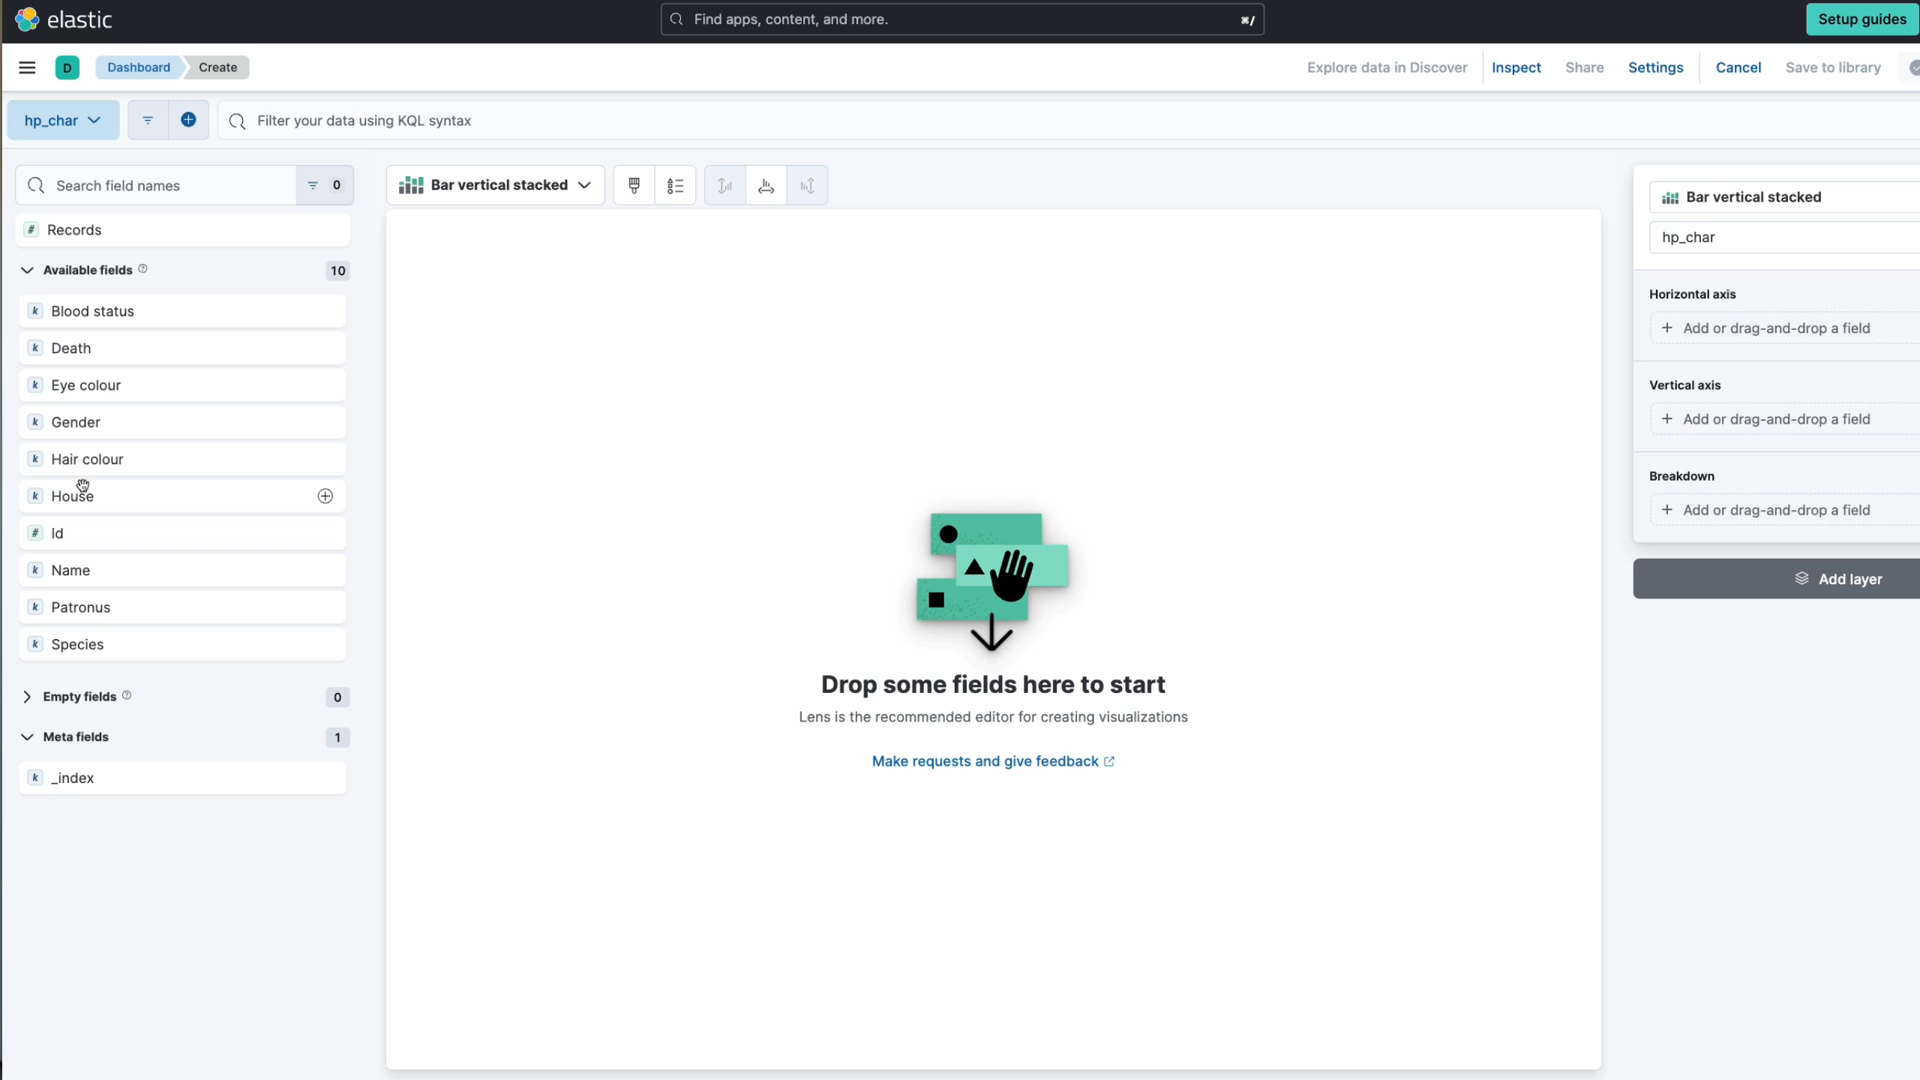 elastic
Find apps, content, and more.
⌘/
Setup guides
D
Dashboard
Create
Explore data in Discover
Inspect
Share
Settings
Cancel
Save to library
hp_char
Filter your data using KQL syntax
Search field names
0
Bar vertical stacked
# Records
Available fields
10
k Blood status
k Death
k Eye colour
k Gender
k Hair colour
k House
# Id
k Name
k Patronus
k Species
Empty fields
0
Meta fields
1
k _index
Drop some fields here to start
Lens is the recommended editor for creating visualizations
Make requests and give feedback
Bar vertical stacked
hp_char
Horizontal axis
+ Add or drag-and-drop a field
Vertical axis
+ Add or drag-and-drop a field
Breakdown
+ Add or drag-and-drop a field
Add layer